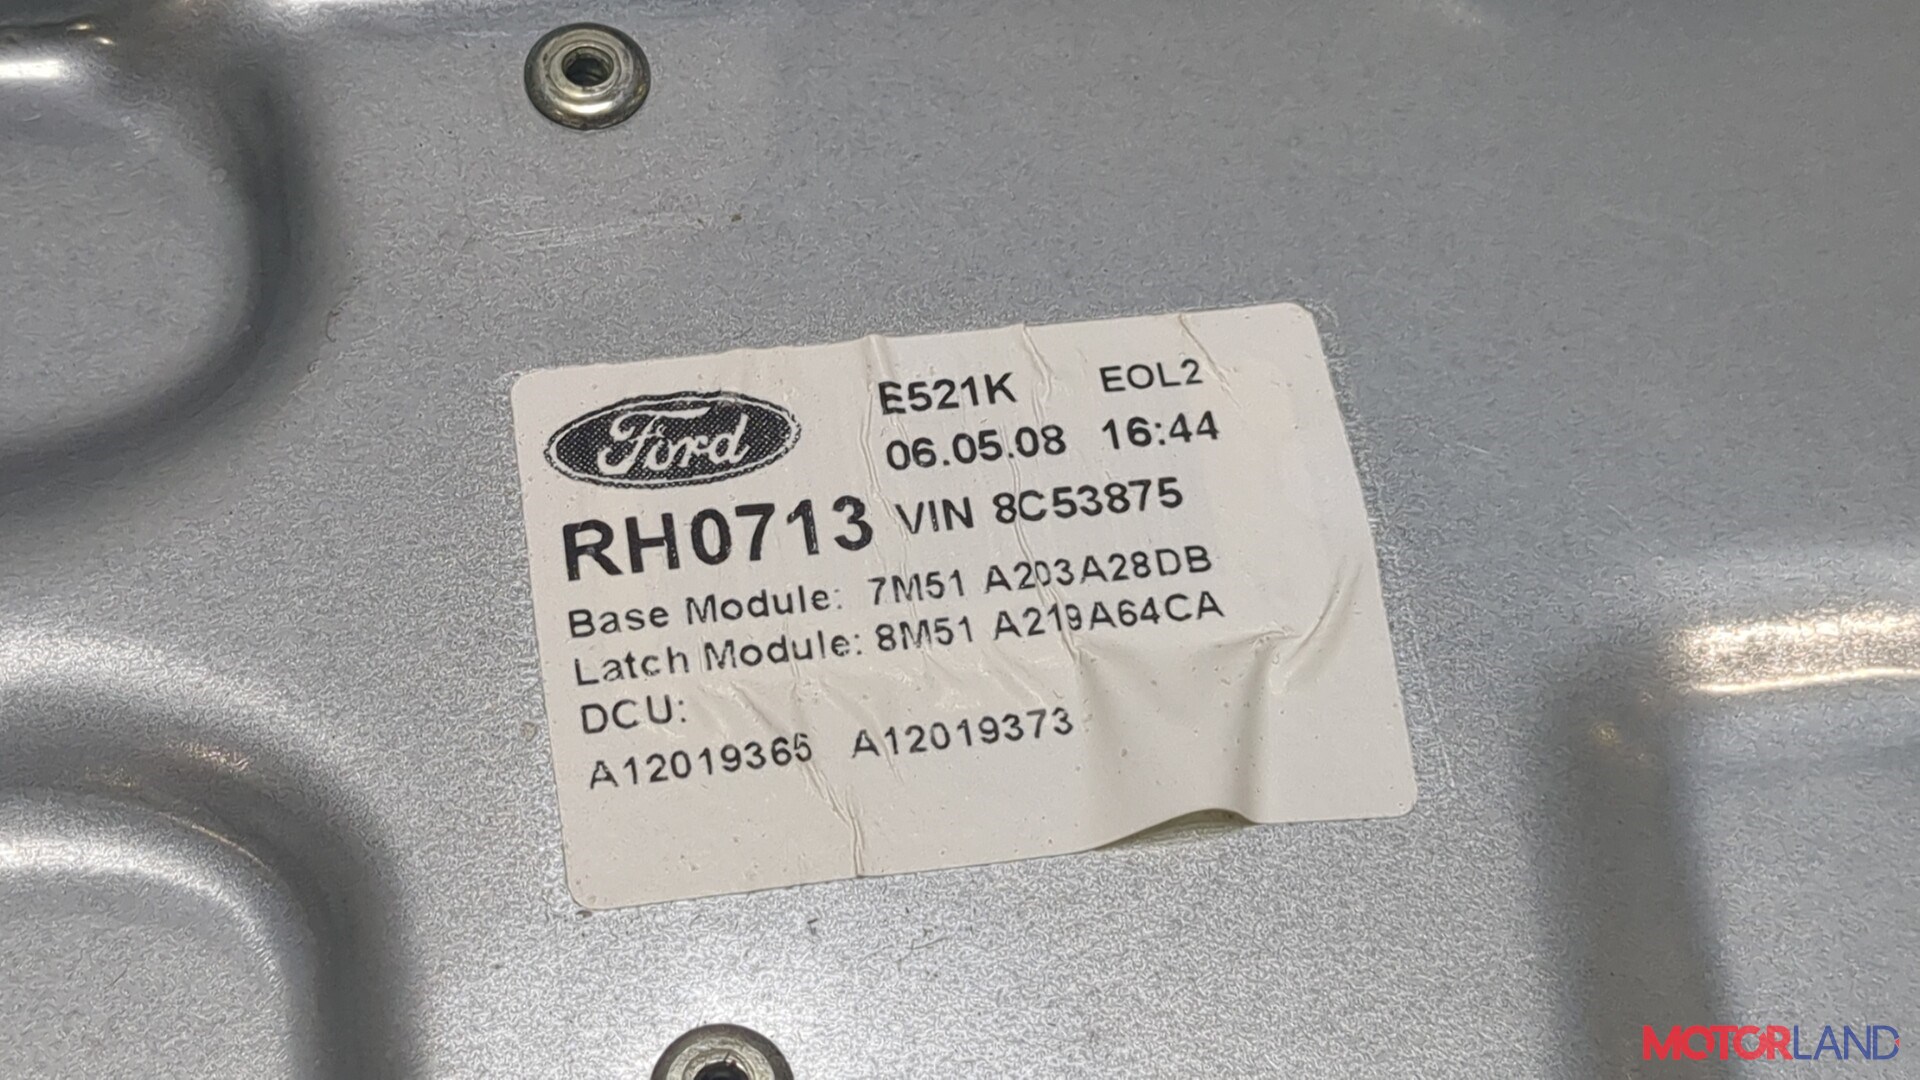 Ford
E521K EOL2
06.05.08 16:44
RH0713 VIN 8C53875
Base Module: 7M51 A203A28DB
Latch Module: 8M51 A219A64CA
DCU:
A12019365 A12019373
MOTORLAND